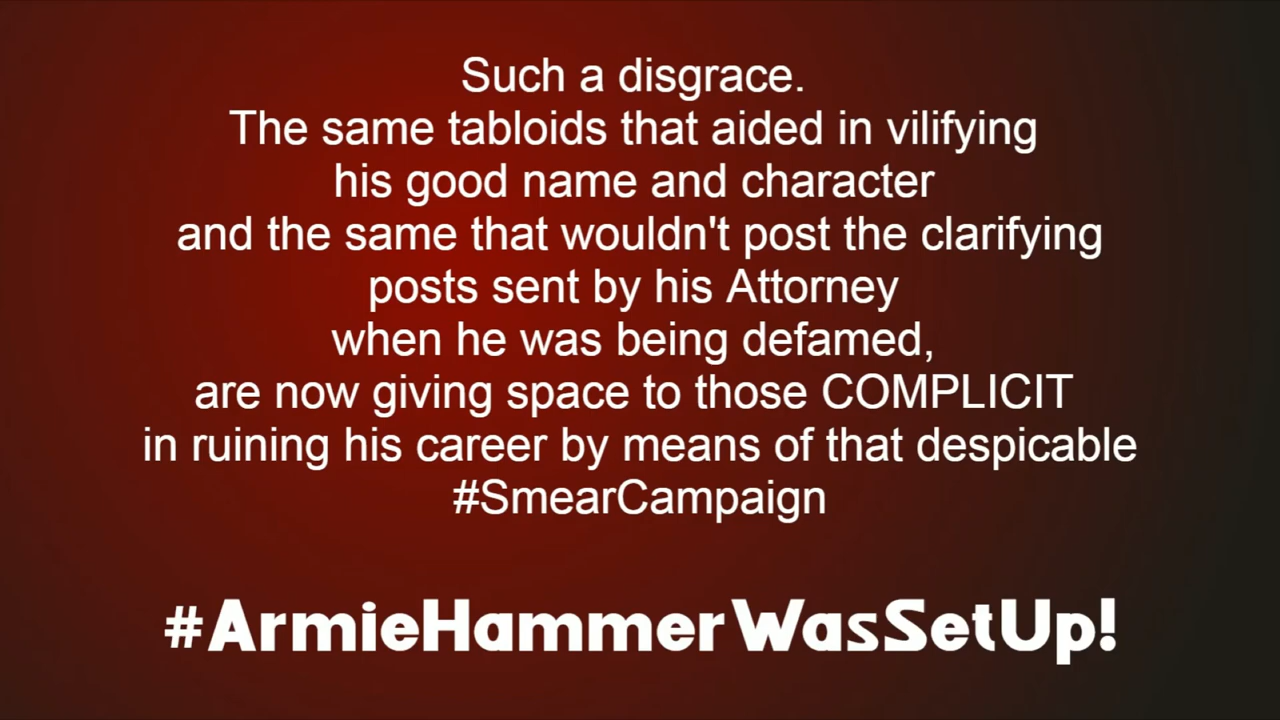 Such a disgrace.
The same tabloids that aided in vilifying
his good name and character
and the same that wouldn't post the clarifying
posts sent by his Attorney
when he was being defamed,
are now giving space to those COMPLICIT
in ruining his career by means of that despicable
#SmearCampaign
#ArmieHammerWasSetUp!